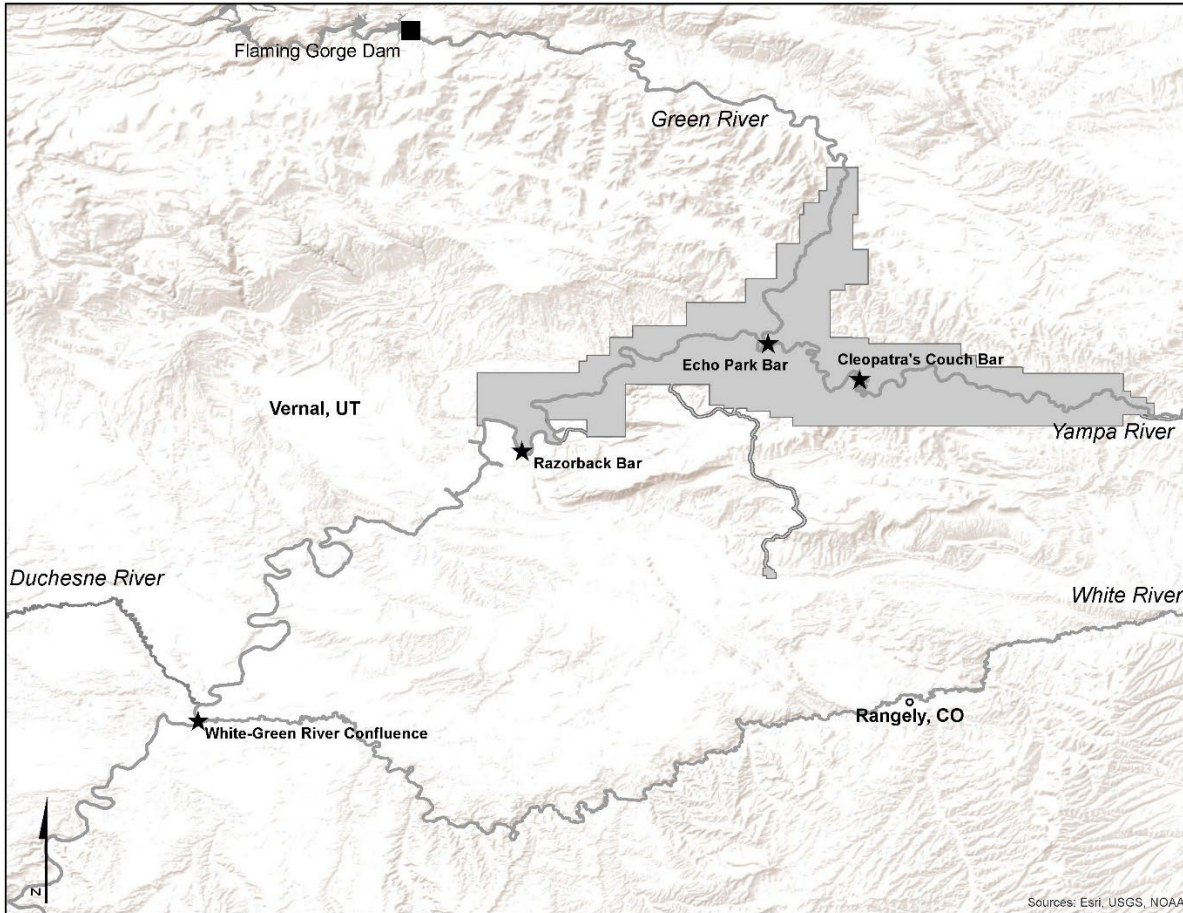 Flaming Gorge Dam
Green River
Echo Park Bar
Cleopatra's Couch Bar
Vernal, UT
Yampa River
Razorback Bar
Duchesne River
White River
Rangely, CO
White-Green River Confluence
N
Sources: Esri, USGS, NOAA